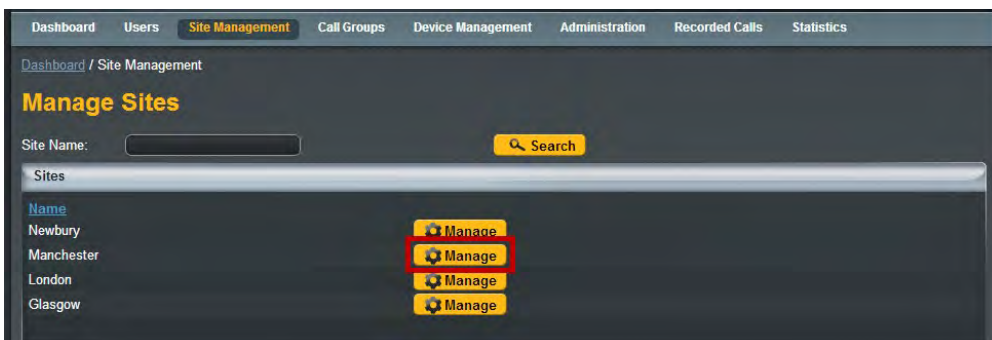 Dashboard Users Site Management Call Groups Device Management Administration Recorded Calls Statistics
Dashboard / Site Management
Manage Sites
Site Name: Search
Sites
Name
Newbury Manage
Manchester Manage
London Manage
Glasgow Manage